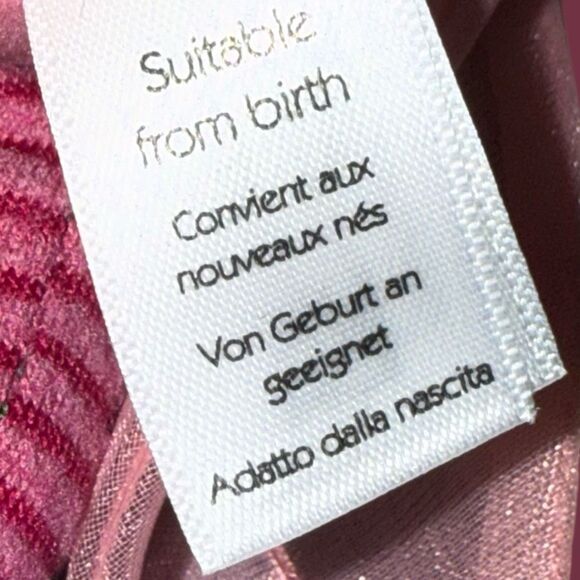 Suitable
from birth
Convient aux
nouveaux nés
Von Geburt an
geeignet
Adatto dalla nascita